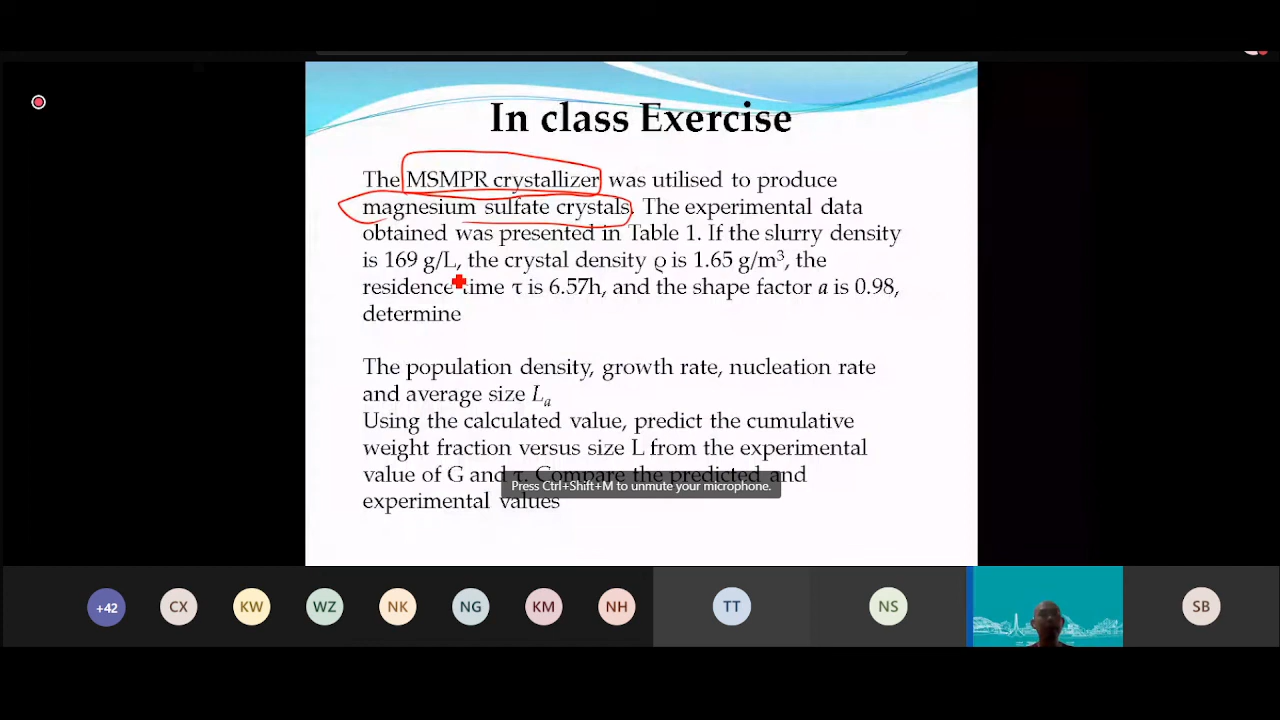 In class Exercise
The MSMPR crystallizer was utilised to produce
magnesium sulfate crystals. The experimental data
obtained was presented in Table 1. If the slurry density
is 169 g/L, the crystal density ρ is 1.65 g/m³, the
residence time τ is 6.57h, and the shape factor a is 0.98,
determine
The population density, growth rate, nucleation rate
and average size Lₐ
Using the calculated value, predict the cumulative
weight fraction versus size L from the experimental
value of G and τ. Compare the predicted and
Press Ctrl+Shift+M to unmute your microphone.
experimental values
+42 CX KW WZ NK NG KM NH TT NS SB